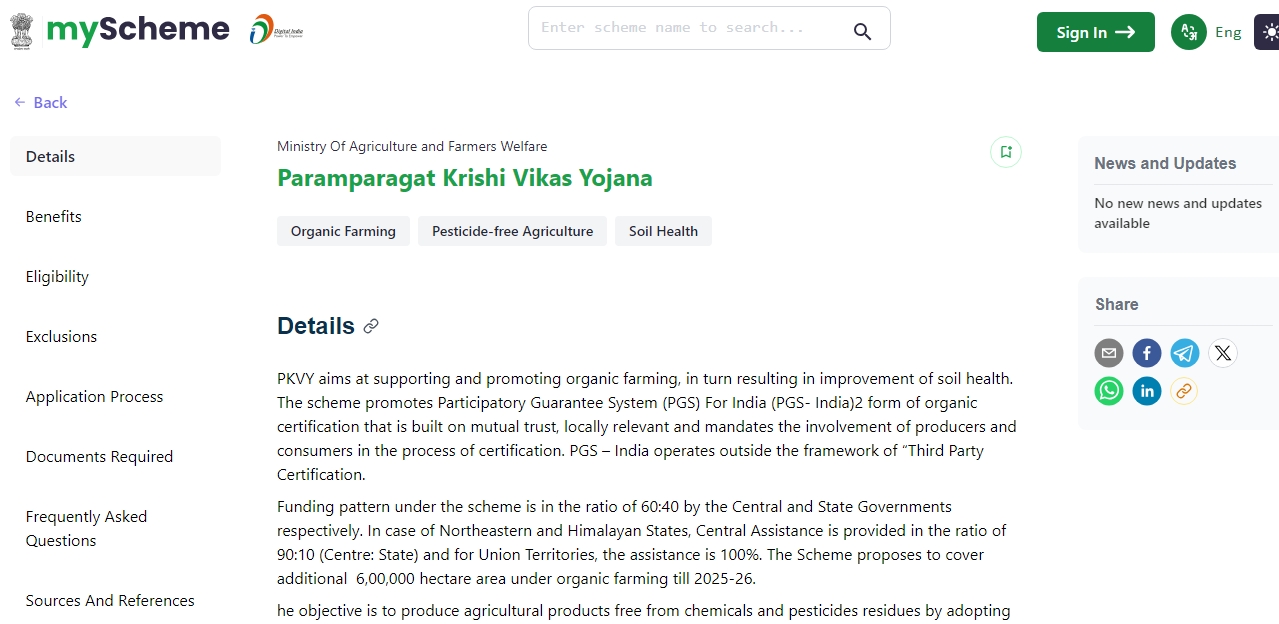 myScheme
Digital India
Power To Empower
Enter scheme name to search...
Sign In
Eng
Back
Details
Benefits
Eligibility
Exclusions
Application Process
Documents Required
Frequently Asked
Questions
Sources And References
Ministry Of Agriculture and Farmers Welfare
Paramparagat Krishi Vikas Yojana
Organic Farming
Pesticide-free Agriculture
Soil Health
Details
PKVY aims at supporting and promoting organic farming, in turn resulting in improvement of soil health.
The scheme promotes Participatory Guarantee System (PGS) For India (PGS- India)2 form of organic
certification that is built on mutual trust, locally relevant and mandates the involvement of producers and
consumers in the process of certification. PGS – India operates outside the framework of “Third Party
Certification.
Funding pattern under the scheme is in the ratio of 60:40 by the Central and State Governments
respectively. In case of Northeastern and Himalayan States, Central Assistance is provided in the ratio of
90:10 (Centre: State) and for Union Territories, the assistance is 100%. The Scheme proposes to cover
additional  6,00,000 hectare area under organic farming till 2025-26.
he objective is to produce agricultural products free from chemicals and pesticides residues by adopting
News and Updates
No new news and updates
available
Share